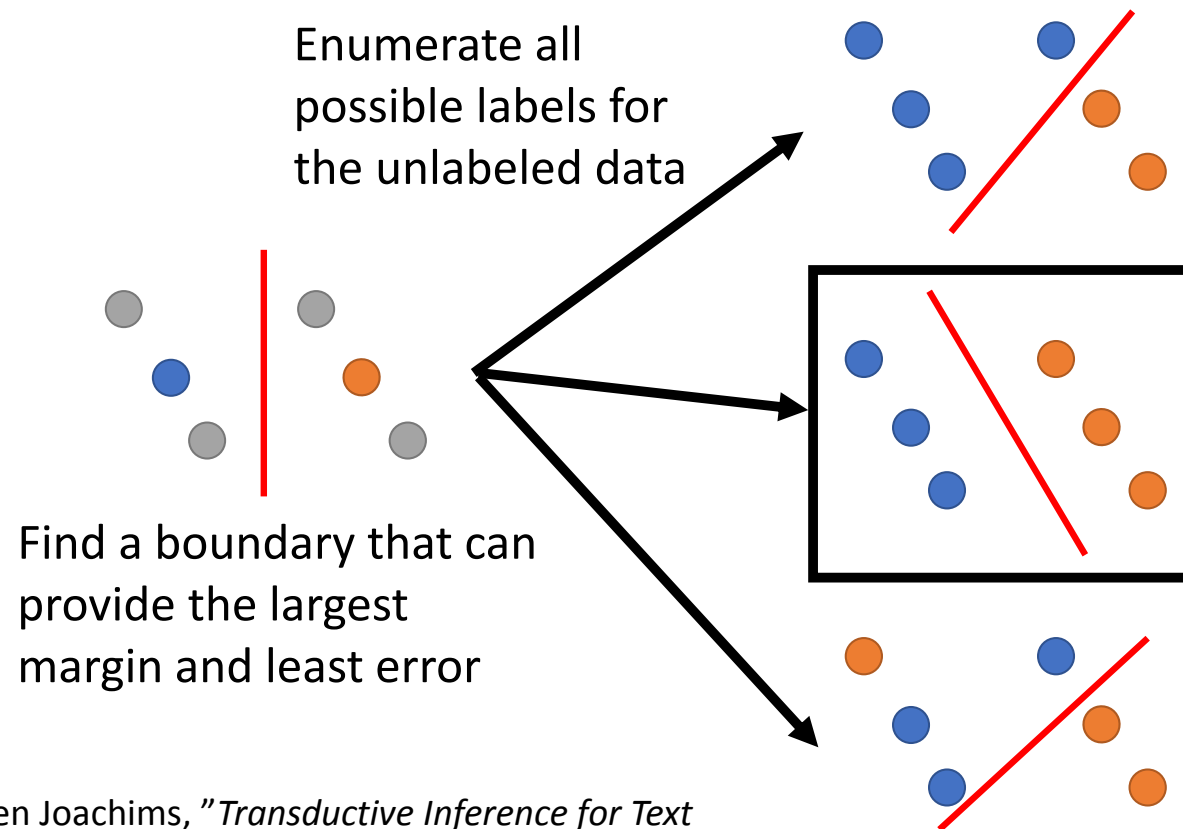 Enumerate all
possible labels for
the unlabeled data
Find a boundary that can
provide the largest
margin and least error
en Joachims, ”Transductive Inference for Text